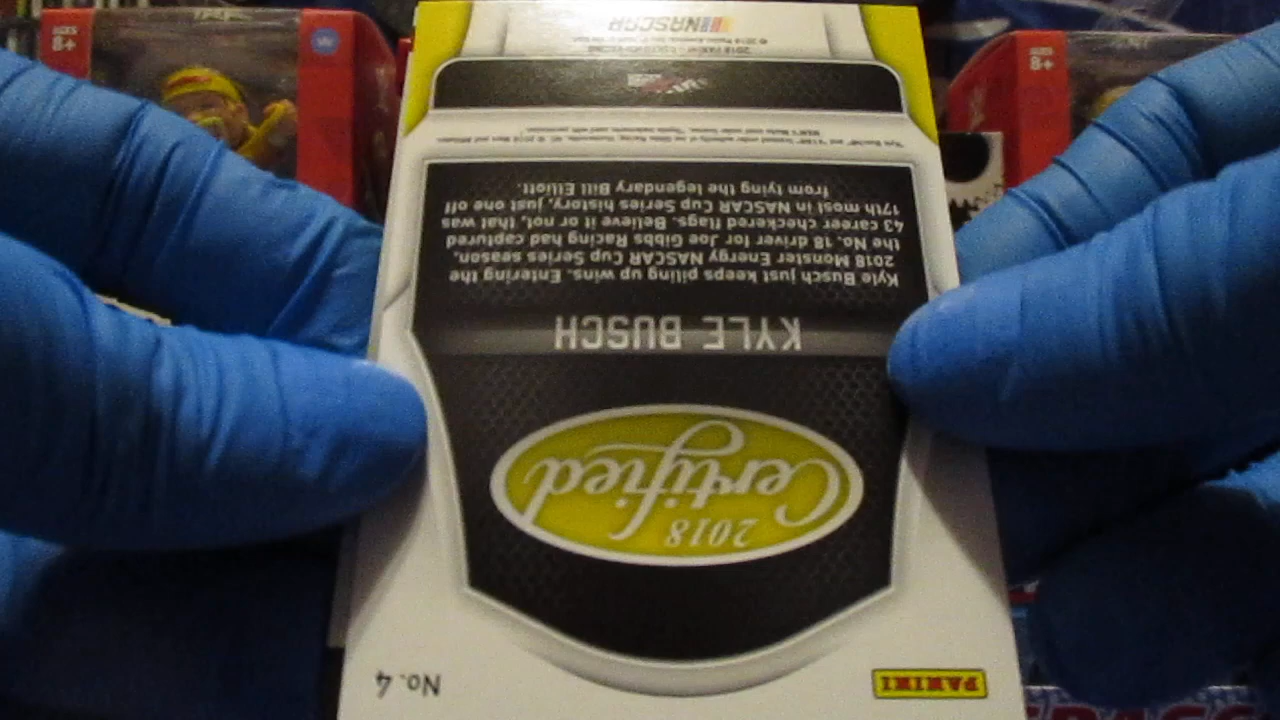 No. 4
PANINI
2018
Certified
KYLE BUSCH
Kyle Busch just keeps piling up wins. Entering the
2018 Monster Energy NASCAR Cup Series season,
the No. 18 driver for Joe Gibbs Racing had captured
43 career checkered flags. Believe it or not, that was
17th most in NASCAR Cup Series history, just one off
from tying the legendary Bill Elliott.
NASCAR
8+
8+